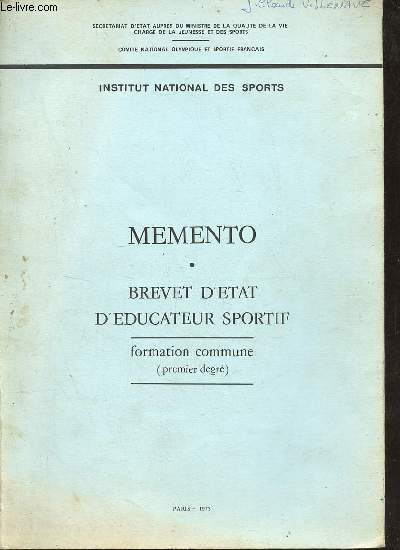 www.le-livre.com
J. Claude VILLENAVE
SECRETARIAT D'ETAT AUPRES DU MINISTRE DE LA QUALITE DE LA VIE
CHARGE DE LA JEUNESSE ET DES SPORTS
COMITE NATIONAL OLYMPIQUE ET SPORTIF FRANCAIS
INSTITUT NATIONAL DES SPORTS
MEMENTO
BREVET D'ETAT
D'EDUCATEUR SPORTIF
formation commune
(premier degré)
PARIS - 1975